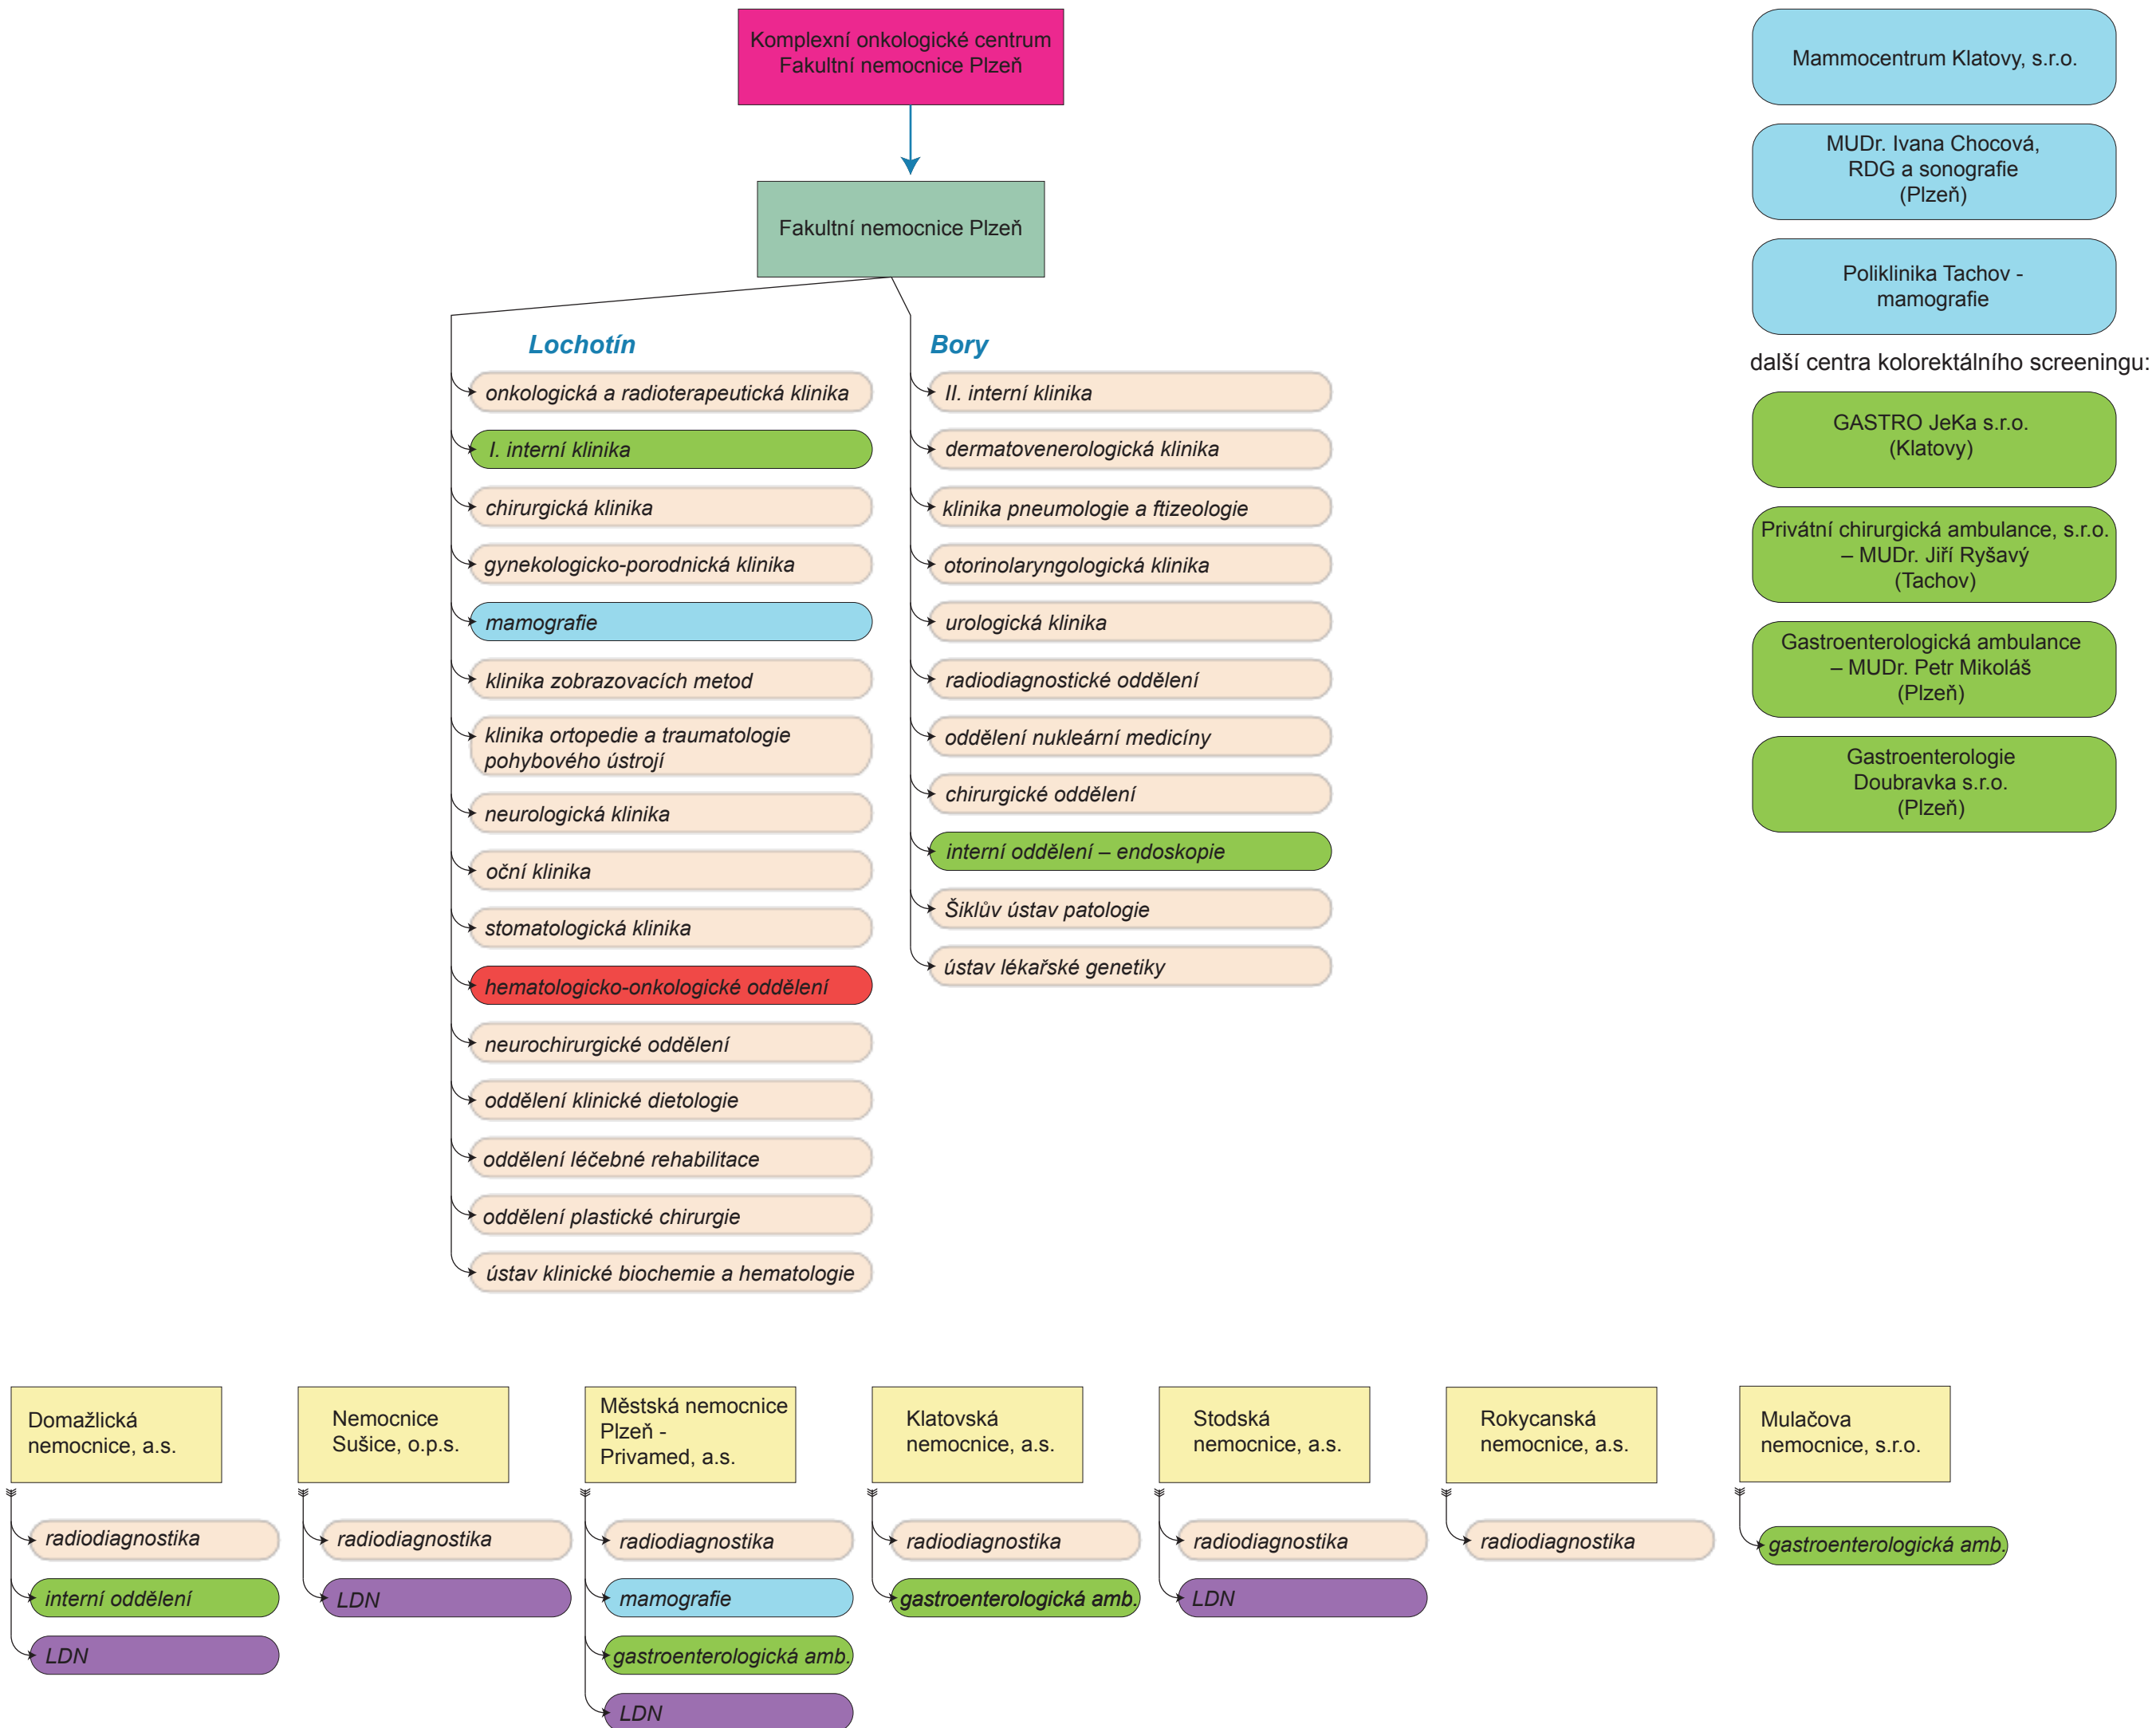 Komplexní onkologické centrum
Fakultní nemocnice Plzeň
Fakultní nemocnice Plzeň
Lochotín
onkologická a radioterapeutická klinika
I. interní klinika
chirurgická klinika
gynekologicko-porodnická klinika
mamografie
klinika zobrazovacích metod
klinika ortopedie a traumatologie
pohybového ústrojí
neurologická klinika
oční klinika
stomatologická klinika
hematologicko-onkologické oddělení
neurochirurgické oddělení
oddělení klinické dietologie
oddělení léčebné rehabilitace
oddělení plastické chirurgie
ústav klinické biochemie a hematologie
Bory
II. interní klinika
dermatovenerologická klinika
klinika pneumologie a ftizeologie
otorinolaryngologická klinika
urologická klinika
radiodiagnostické oddělení
oddělení nukleární medicíny
chirurgické oddělení
interní oddělení – endoskopie
Šiklův ústav patologie
ústav lékařské genetiky
Mammocentrum Klatovy, s.r.o.
MUDr. Ivana Chocová,
RDG a sonografie
(Plzeň)
Poliklinika Tachov -
mamografie
další centra kolorektálního screeningu:
GASTRO JeKa s.r.o.
(Klatovy)
Privátní chirurgická ambulance, s.r.o.
– MUDr. Jiří Ryšavý
(Tachov)
Gastroenterologická ambulance
– MUDr. Petr Mikoláš
(Plzeň)
Gastroenterologie
Doubravka s.r.o.
(Plzeň)
Domažlická
nemocnice, a.s.
radiodiagnostika
interní oddělení
LDN
Nemocnice
Sušice, o.p.s.
radiodiagnostika
LDN
Městská nemocnice
Plzeň -
Privamed, a.s.
radiodiagnostika
mamografie
gastroenterologická amb.
LDN
Klatovská
nemocnice, a.s.
radiodiagnostika
gastroenterologická amb.
Stodská
nemocnice, a.s.
radiodiagnostika
LDN
Rokycanská
nemocnice, a.s.
radiodiagnostika
Mulačova
nemocnice, s.r.o.
gastroenterologická amb.